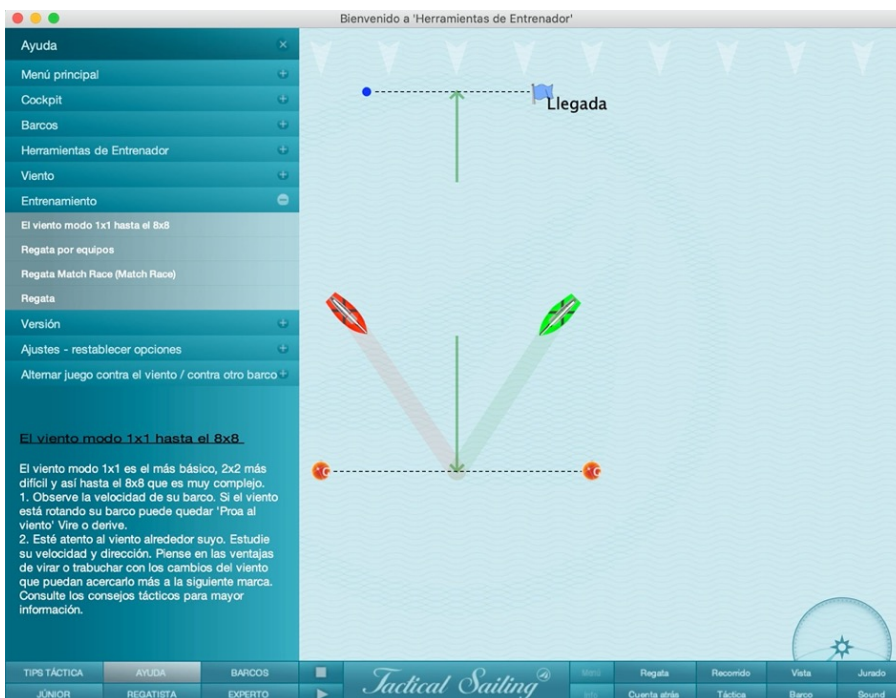 Bienvenido a 'Herramientas de Entrenador'
Ayuda
Menú principal
Cockpit
Barcos
Herramientas de Entrenador
Viento
Entrenamiento
El viento modo 1x1 hasta el 8x8
Regata por equipos
Regata Match Race (Match Race)
Regata
Versión
Ajustes - restablecer opciones
Alternar juego contra el viento / contra otro barco
El viento modo 1x1 hasta el 8x8
El viento modo 1x1 es el más básico, 2x2 más
difícil y así hasta el 8x8 que es muy complejo.
1. Observe la velocidad de su barco. Si el viento
está rotando su barco puede quedar 'Proa al
viento' Vire o derive.
2. Esté atento al viento alrededor suyo. Estudie
su velocidad y dirección. Piense en las ventajas
de virar o trabuchar con los cambios del viento
que puedan acercarlo más a la siguiente marca.
Consulte los consejos tácticos para mayor
información.
Llegada
TIPS TÁCTICA
AYUDA
BARCOS
JÚNIOR
REGATISTA
EXPERTO
Tactical Sailing
Menú
Regata
Recorrido
Vista
Jurado
Info
Cuenta atrás
Táctica
Barco
Sound